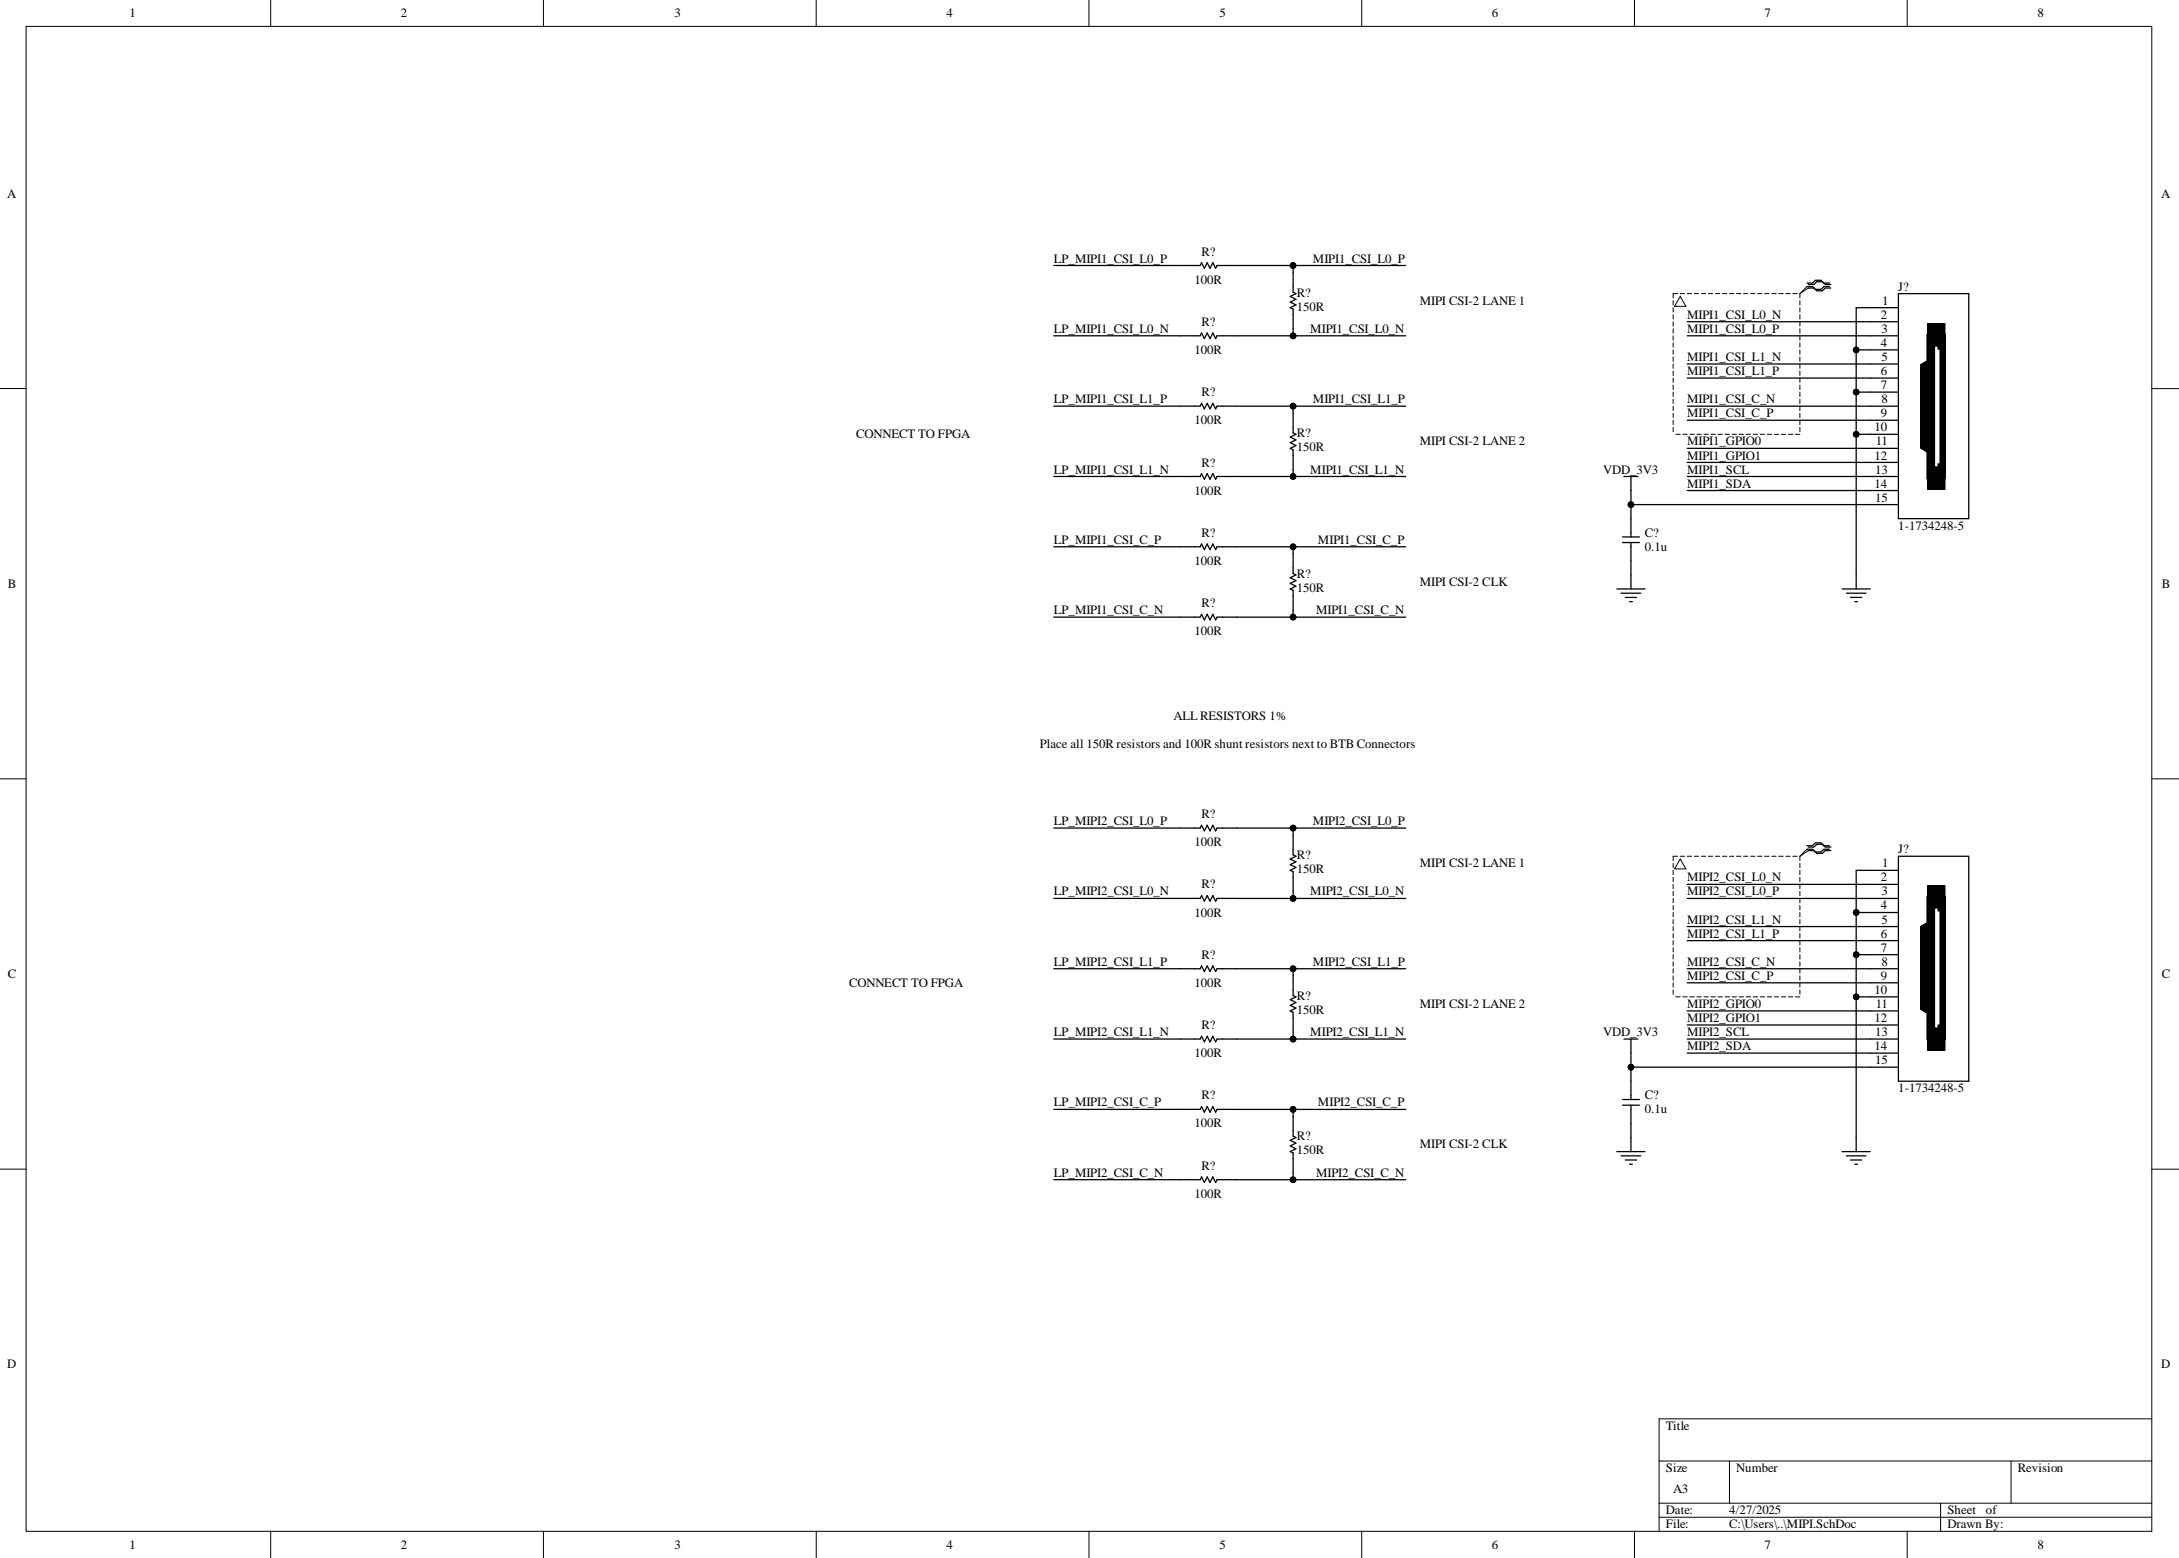 1 2 3 4 5 6 7 8
A A
LP_MIPI1_CSI_L0_P R? 100R MIPI1_CSI_L0_P
R? 150R MIPI CSI-2 LANE 1
LP_MIPI1_CSI_L0_N R? 100R MIPI1_CSI_L0_N
LP_MIPI1_CSI_L1_P R? 100R MIPI1_CSI_L1_P
CONNECT TO FPGA
R? 150R MIPI CSI-2 LANE 2
LP_MIPI1_CSI_L1_N R? 100R MIPI1_CSI_L1_N
LP_MIPI1_CSI_C_P R? 100R MIPI1_CSI_C_P
R? 150R MIPI CSI-2 CLK
LP_MIPI1_CSI_C_N R? 100R MIPI1_CSI_C_N
J?
1
MIPI1_CSI_L0_N 2
MIPI1_CSI_L0_P 3
4
MIPI1_CSI_L1_N 5
MIPI1_CSI_L1_P 6
7
MIPI1_CSI_C_N 8
MIPI1_CSI_C_P 9
10
MIPI1_GPIO0 11
MIPI1_GPIO1 12
VDD_3V3 MIPI1_SCL 13
MIPI1_SDA 14
15
1-1734248-5
C?
0.1u
B B
ALL RESISTORS 1%
Place all 150R resistors and 100R shunt resistors next to BTB Connectors
LP_MIPI2_CSI_L0_P R? 100R MIPI2_CSI_L0_P
R? 150R MIPI CSI-2 LANE 1
LP_MIPI2_CSI_L0_N R? 100R MIPI2_CSI_L0_N
LP_MIPI2_CSI_L1_P R? 100R MIPI2_CSI_L1_P
C C
CONNECT TO FPGA
R? 150R MIPI CSI-2 LANE 2
LP_MIPI2_CSI_L1_N R? 100R MIPI2_CSI_L1_N
LP_MIPI2_CSI_C_P R? 100R MIPI2_CSI_C_P
R? 150R MIPI CSI-2 CLK
LP_MIPI2_CSI_C_N R? 100R MIPI2_CSI_C_N
J?
1
MIPI2_CSI_L0_N 2
MIPI2_CSI_L0_P 3
4
MIPI2_CSI_L1_N 5
MIPI2_CSI_L1_P 6
7
MIPI2_CSI_C_N 8
MIPI2_CSI_C_P 9
10
MIPI2_GPIO0 11
MIPI2_GPIO1 12
VDD_3V3 MIPI2_SCL 13
MIPI2_SDA 14
15
1-1734248-5
C?
0.1u
D D
Title
Size Number Revision
A3
Date: 4/27/2025 Sheet of
File: C:\Users\..\MIPI.SchDoc Drawn By:
1 2 3 4 5 6 7 8